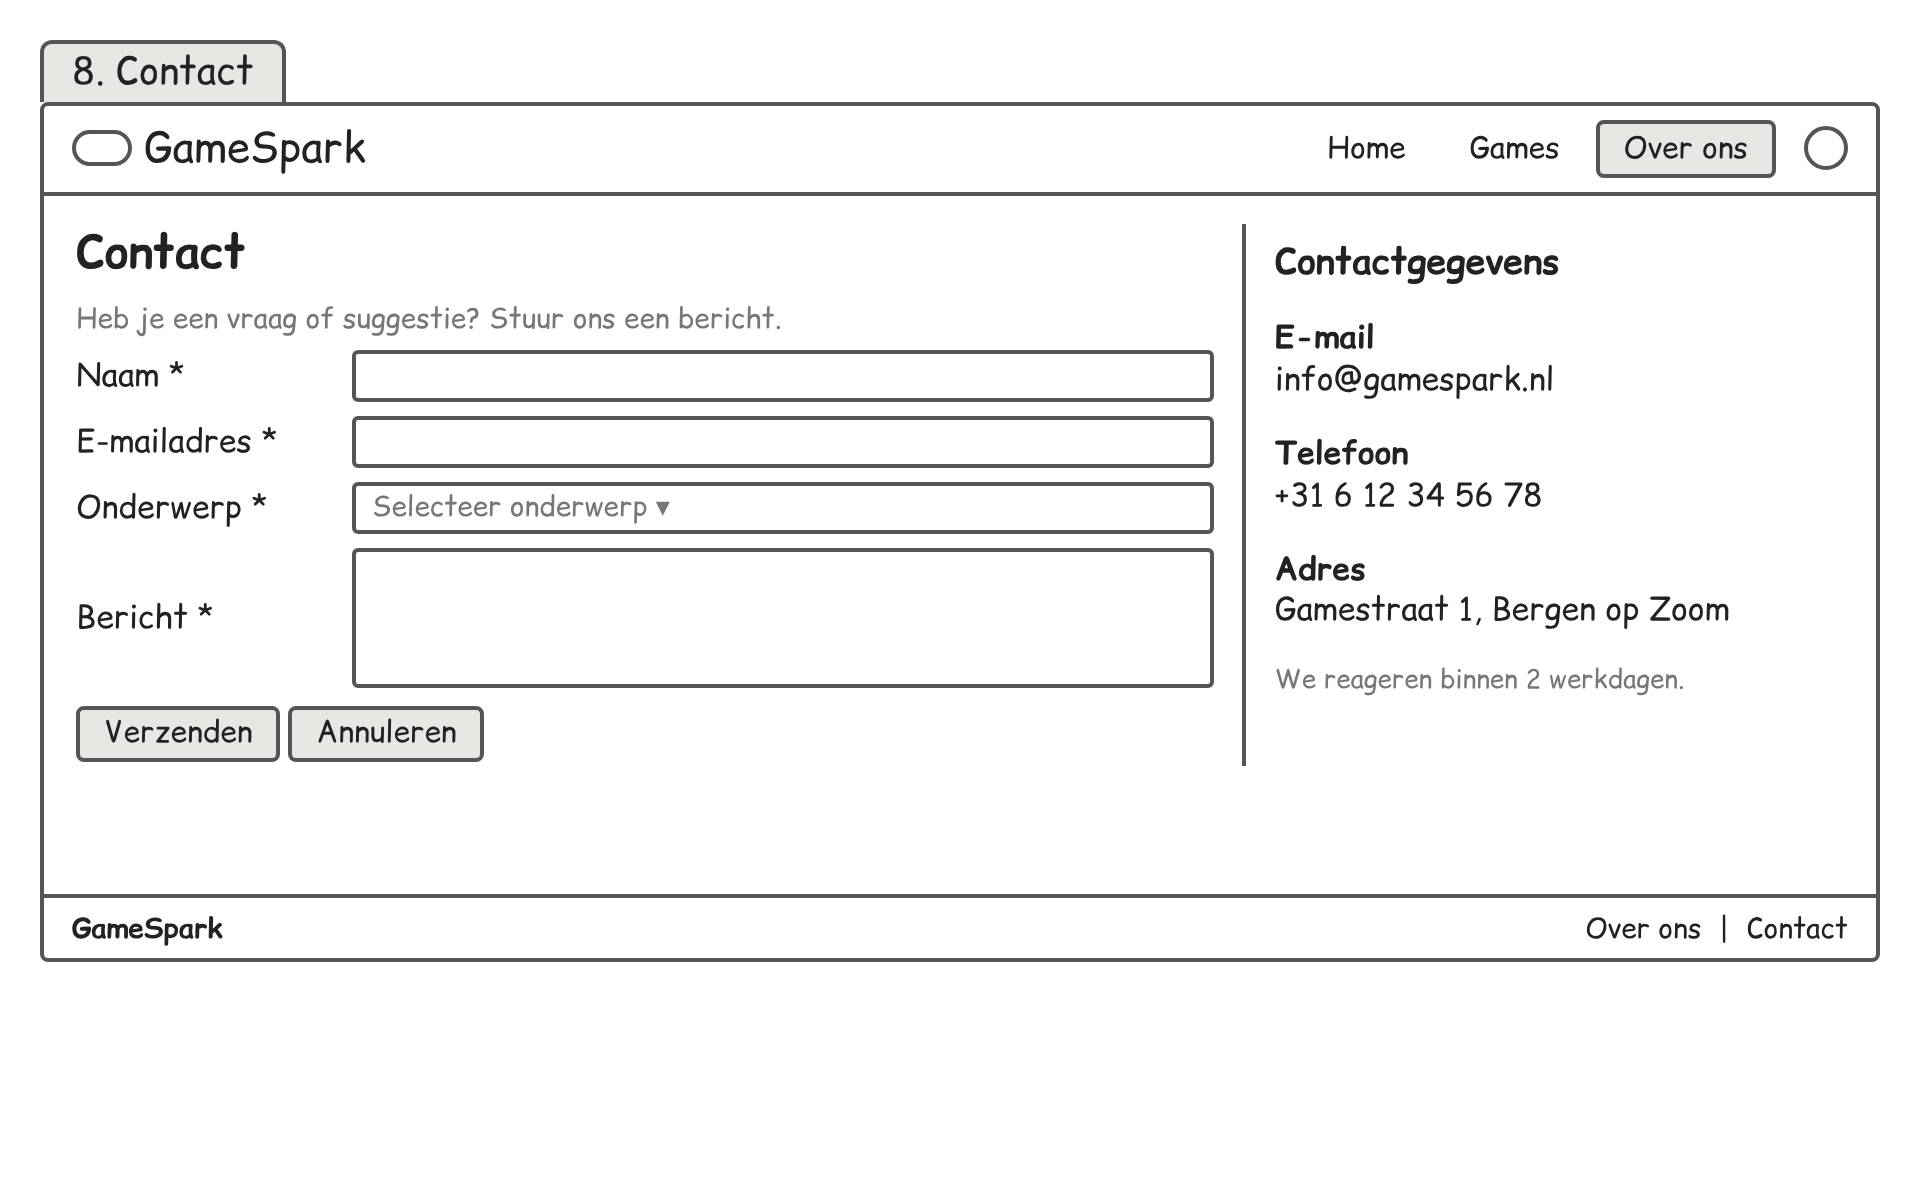 8. Contact
GameSpark
Home
Games
Over ons
Contact
Heb je een vraag of suggestie? Stuur ons een bericht.
Naam *
E-mailadres *
Onderwerp *
Selecteer onderwerp ▾
Bericht *
Verzenden
Annuleren
Contactgegevens
E-mail
info@gamespark.nl
Telefoon
+31 6 12 34 56 78
Adres
Gamestraat 1, Bergen op Zoom
We reageren binnen 2 werkdagen.
GameSpark
Over ons | Contact